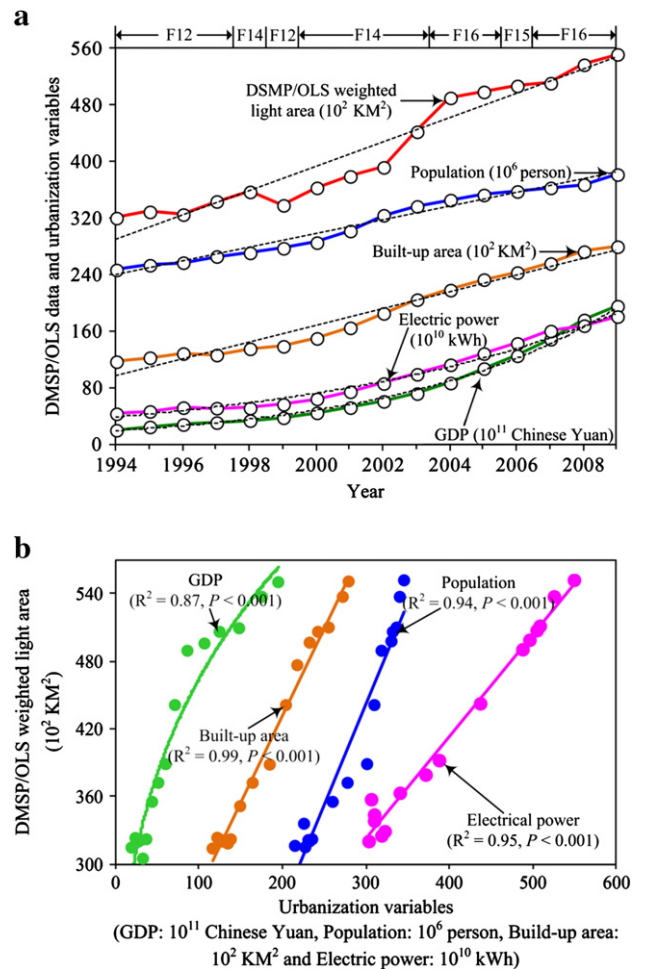 a
F12 F14 F12 F14 F16 F15 F16
560
480
400
320
240
160
80
0
DMSP/OLS data and urbanization variables
DSMP/OLS weighted
light area (10² KM²)
Population (10⁶ person)
Built-up area (10² KM²)
Electric power
(10¹⁰ kWh)
GDP (10¹¹ Chinese Yuan)
1994 1996 1998 2000 2002 2004 2006 2008
Year
b
540
480
420
360
300
DMSP/OLS weighted light area
(10² KM²)
GDP
(R² = 0.87, P < 0.001)
Population
(R² = 0.94, P < 0.001)
Built-up area
(R² = 0.99, P < 0.001)
Electrical power
(R² = 0.95, P < 0.001)
0 100 200 300 400 500 600
Urbanization variables
(GDP: 10¹¹ Chinese Yuan, Population: 10⁶ person, Build-up area:
10² KM² and Electric power: 10¹⁰ kWh)